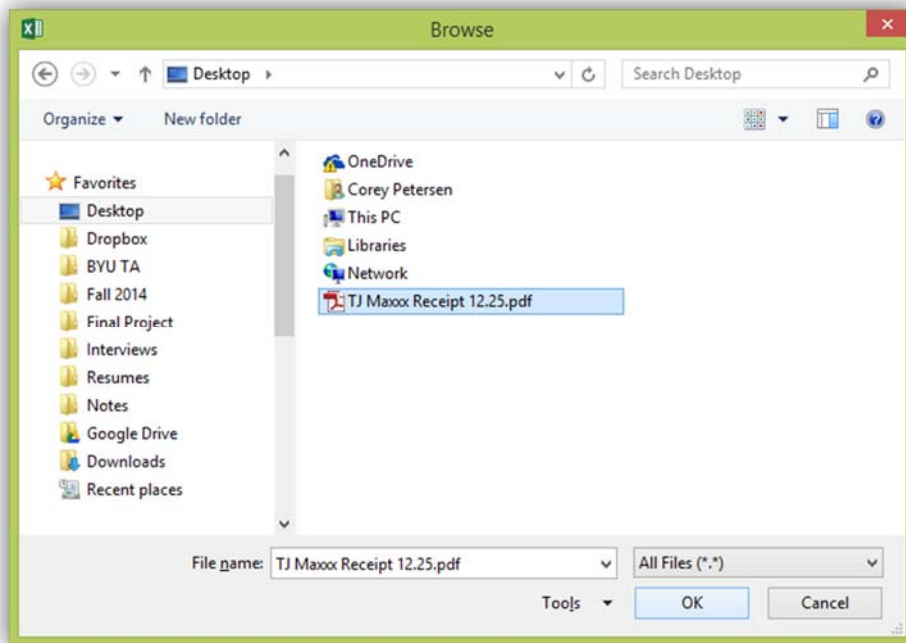 Browse
Desktop
Search Desktop
Organize
New folder
Favorites
Desktop
Dropbox
BYU TA
Fall 2014
Final Project
Interviews
Resumes
Notes
Google Drive
Downloads
Recent places
OneDrive
Corey Petersen
This PC
Libraries
Network
TJ Maxxx Receipt 12.25.pdf
File name: TJ Maxxx Receipt 12.25.pdf
All Files (*.*)
Tools
OK
Cancel